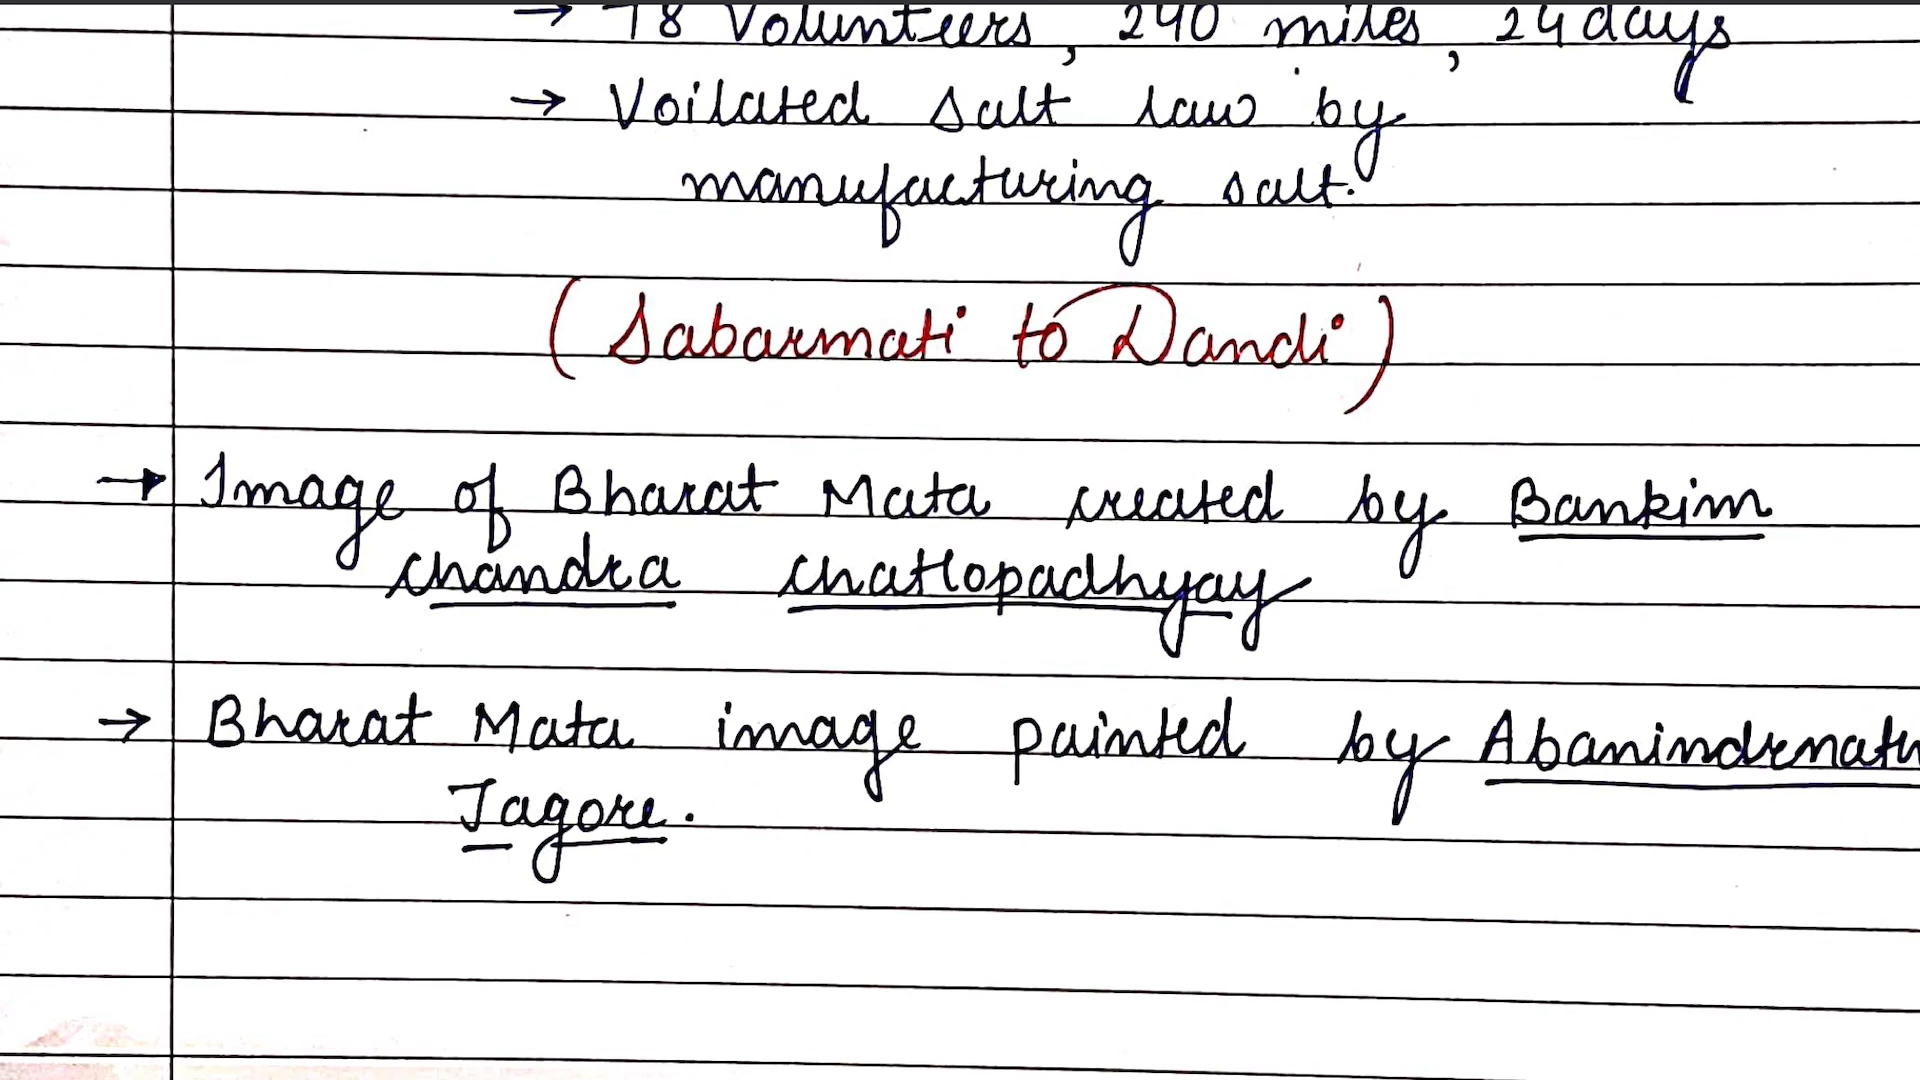 → 78 Volunteers, 240 miles, 24 days
→ Voilated salt law by
manufacturing salt.
(Sabarmati to Dandi)
→ Image of Bharat Mata created by Bankim
chandra chattopadhyay
→ Bharat Mata image painted by Abanindrenath
Tagore.